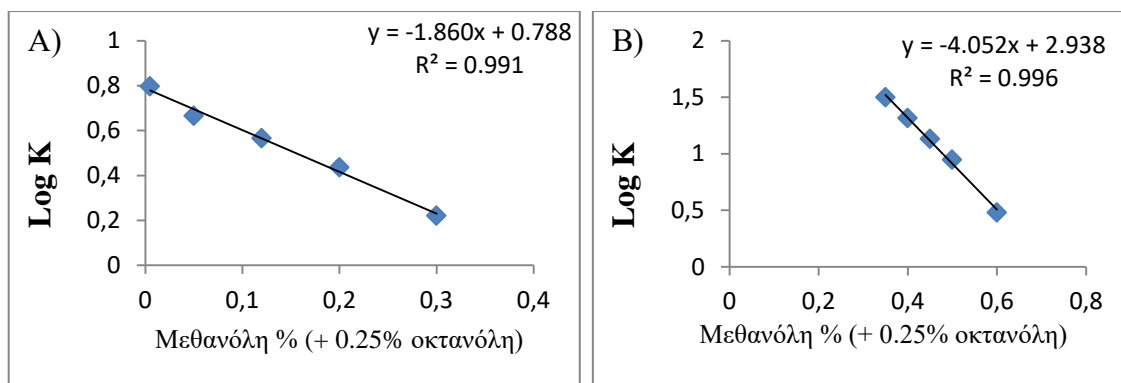 A)
y = -1.860x + 0.788
R² = 0.991
1
0,8
0,6
0,4
0,2
0
0
0,1
0,2
0,3
0,4
Log K
Μεθανόλη % (+ 0.25% οκτανόλη)
B)
y = -4.052x + 2.938
R² = 0.996
2
1,5
1
0,5
0
0
0,2
0,4
0,6
0,8
Log K
Μεθανόλη % (+ 0.25% οκτανόλη)